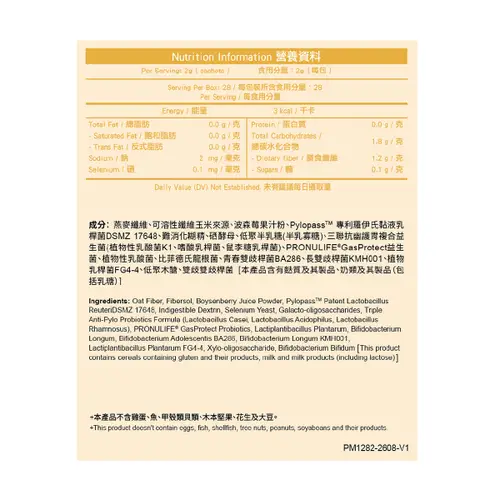 Nutrition Information 營養資料
Per Serving: 2g ( sachets ) 食用分量：2g（每包）
Serving Per Box: 28 / 每包裝所含食用分量：28
Per Serving / 每食用分量
Energy / 能量 3 kcal / 千卡
Total Fat / 總脂肪 0.0 g / 克 Protein / 蛋白質 0.0 g / 克
- Saturated Fat / 飽和脂肪 0.0 g / 克 Total Carbohydrates / 總碳水化合物 1.8 g / 克
- Trans Fat / 反式脂肪 0.0 g / 克
Sodium / 鈉 2 mg / 毫克 - Dietary fiber / 膳食纖維 1.2 g / 克
Selenium / 硒 0.1 mg / 毫克 - Sugars / 糖 0.1 g / 克
Daily Value (DV) Not Established 未有建議每日攝取量
成分： 燕麥纖維、可溶性纖維玉米來源、波森莓果汁粉、Pylopass™ 專利羅伊氏黏液乳
桿菌DSMZ 17648、難消化糊精、硒酵母、低聚半乳糖(半乳寡糖)、三聯抗幽護胃複合益
生菌(植物性乳酸菌K1、嗜酸乳桿菌、鼠李糖乳桿菌)、PRONULIFE®GasProtect益生
菌、植物性乳酸菌、比菲德氏龍根菌、青春雙歧桿菌BA286、長雙歧桿菌KMH001、植物
乳桿菌FG4-4、低聚木醣、雙歧雙歧桿菌［本產品含有麩質及其製品、奶類及其製品（包
括乳糖）］
Ingredients: Oat Fiber, Fibersol, Boysenberry Juice Powder, Pylopass™ Patent Lactobacillus
ReuteriDSMZ 17648, Indigestible Dextrin, Selenium Yeast, Galacto-oligosaccharides, Triple
Anti-Pylo Probiotics Formula (Lactobacillus Casei, Lactobacillus Acidophilus, Lactobacillus
Rhamnosus), PRONULIFE® GasProtect Probiotics, Lactiplantibacillus Plantarum, Bifidobacterium
Longum, Bifidobacterium Adolescentis BA286, Bifidobacterium Longum KMH001,
Lactiplantibacillus Plantarum FG4-4, Xylo-oligosaccharide, Bifidobacterium Bifidum [This product
contains cereals containing gluten and their products, milk and milk products (including lactose)]
*本產品不含雞蛋、魚、甲殼類貝類、木本堅果、花生及大豆。
*This product doesn't contain eggs, fish, shellfish, tree nuts, peanuts, soyabeans and their products.
PM1282-2608-V1